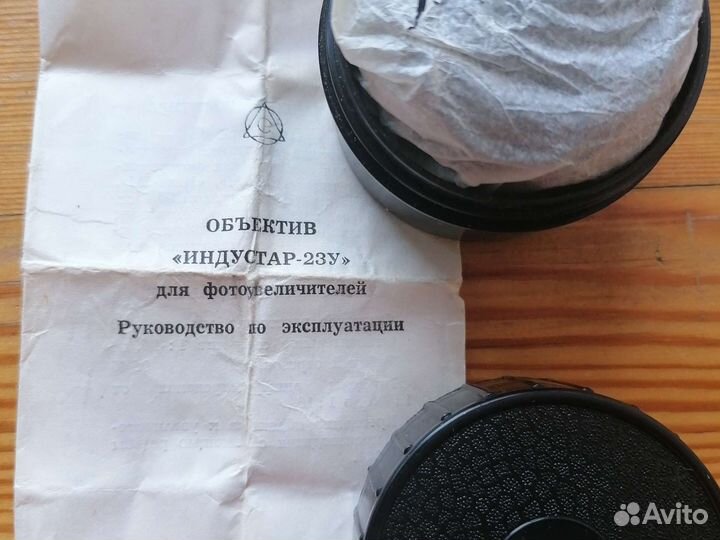 ОБЪЕКТИВ
«ИНДУСТАР-23У»
для фотоувеличителей
Руководство по эксплуатации
Avito